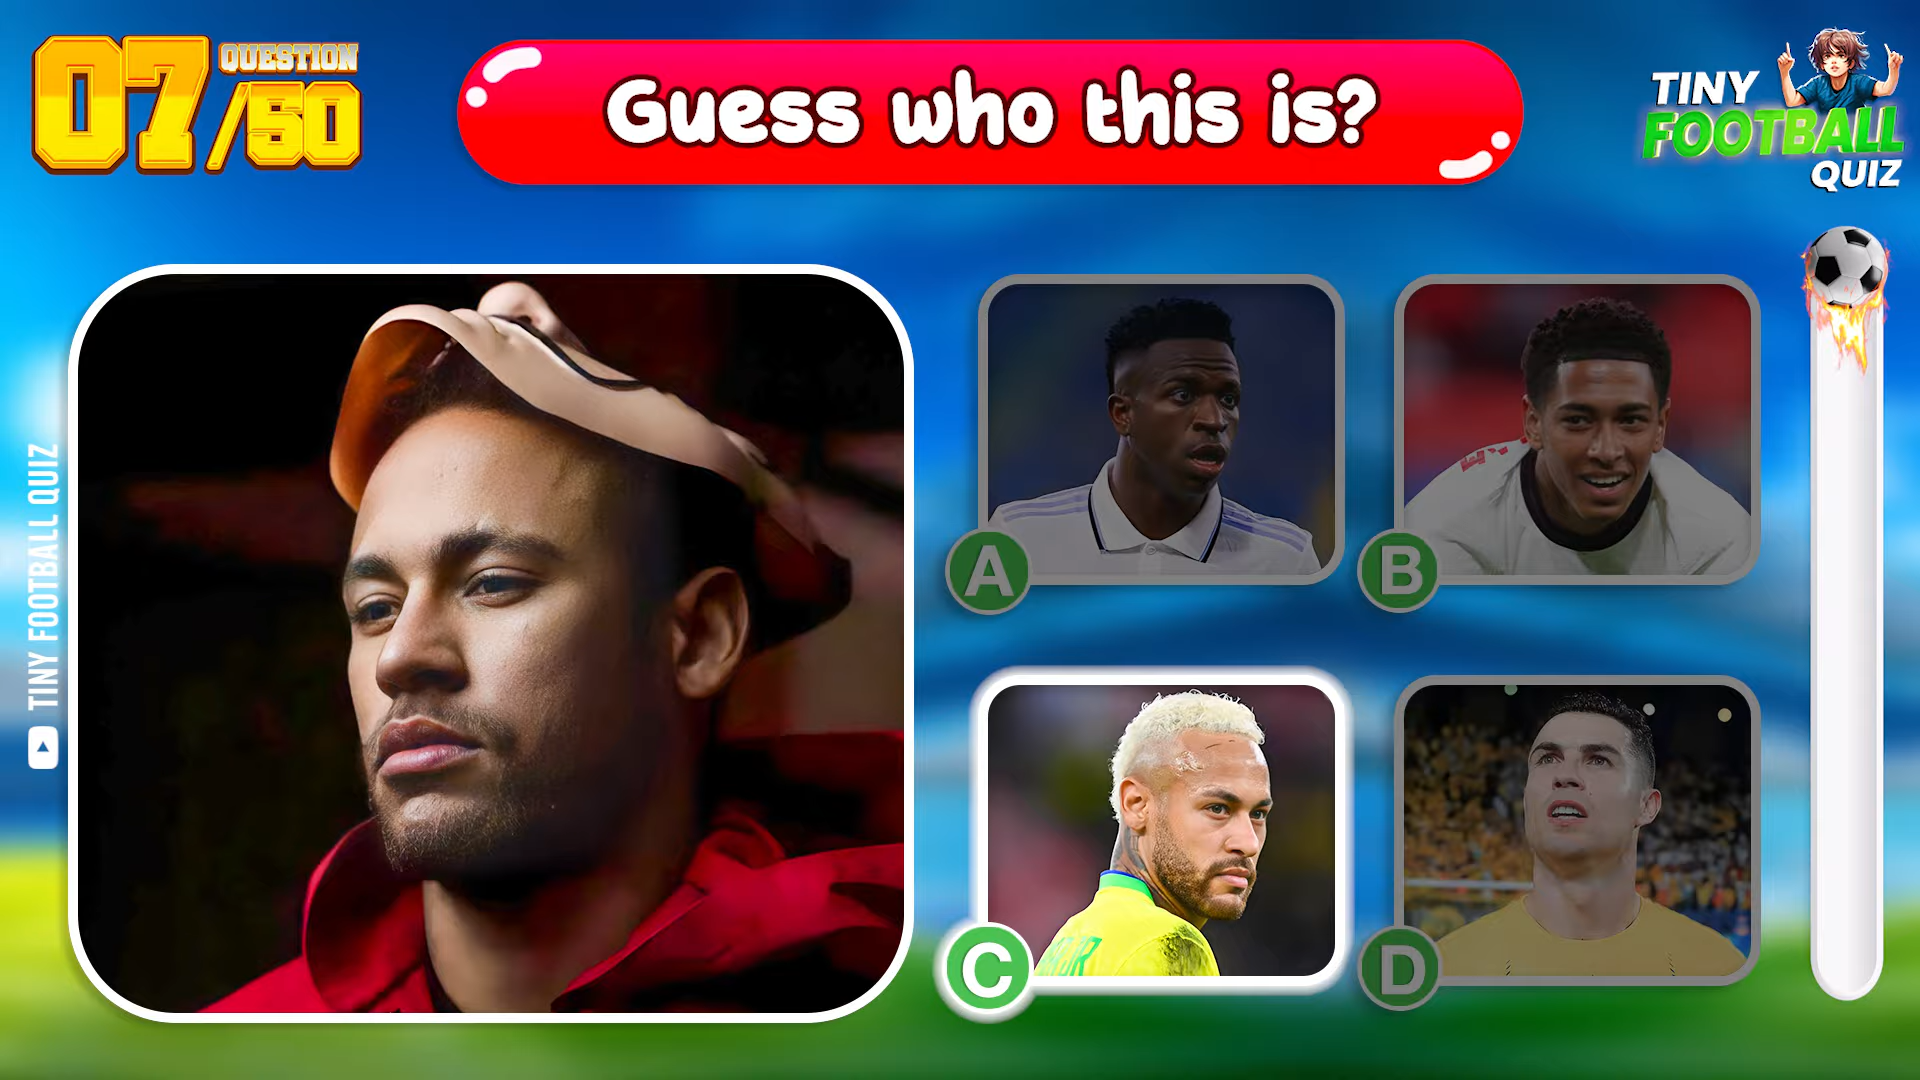 07 QUESTION
/50
Guess who this is?
TINY
FOOTBALL
QUIZ
TINY FOOTBALL QUIZ
A
B
C
D